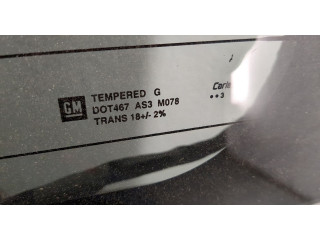 GM
TEMPERED G
DOT467 AS3 M078
TRANS 18+/- 2%